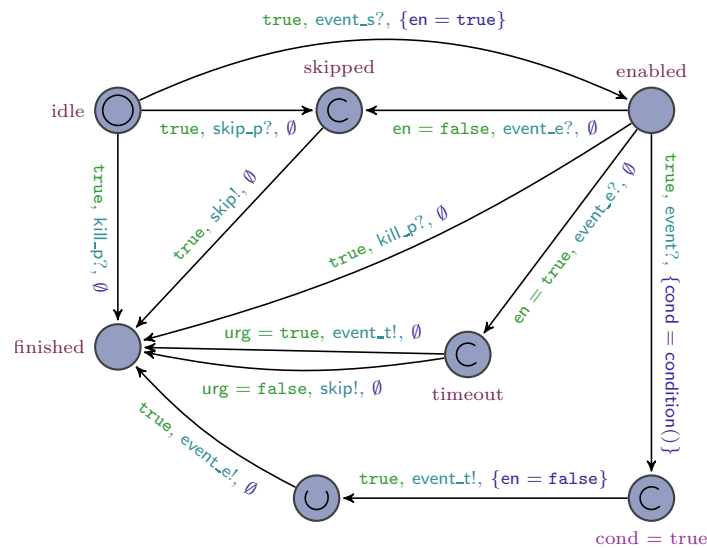 true, event_s?, {en = true}
skipped
enabled
idle
true, skip_p?, ∅
en = false, event_e?, ∅
true, kill_p?, ∅
true, skip!, ∅
true, kill_p?, ∅
en = true, event_e?, ∅
true, event?, {cond = condition()}
finished
urg = true, event_t!, ∅
urg = false, skip!, ∅
timeout
true, event_e!, ∅
true, event_t!, {en = false}
cond = true